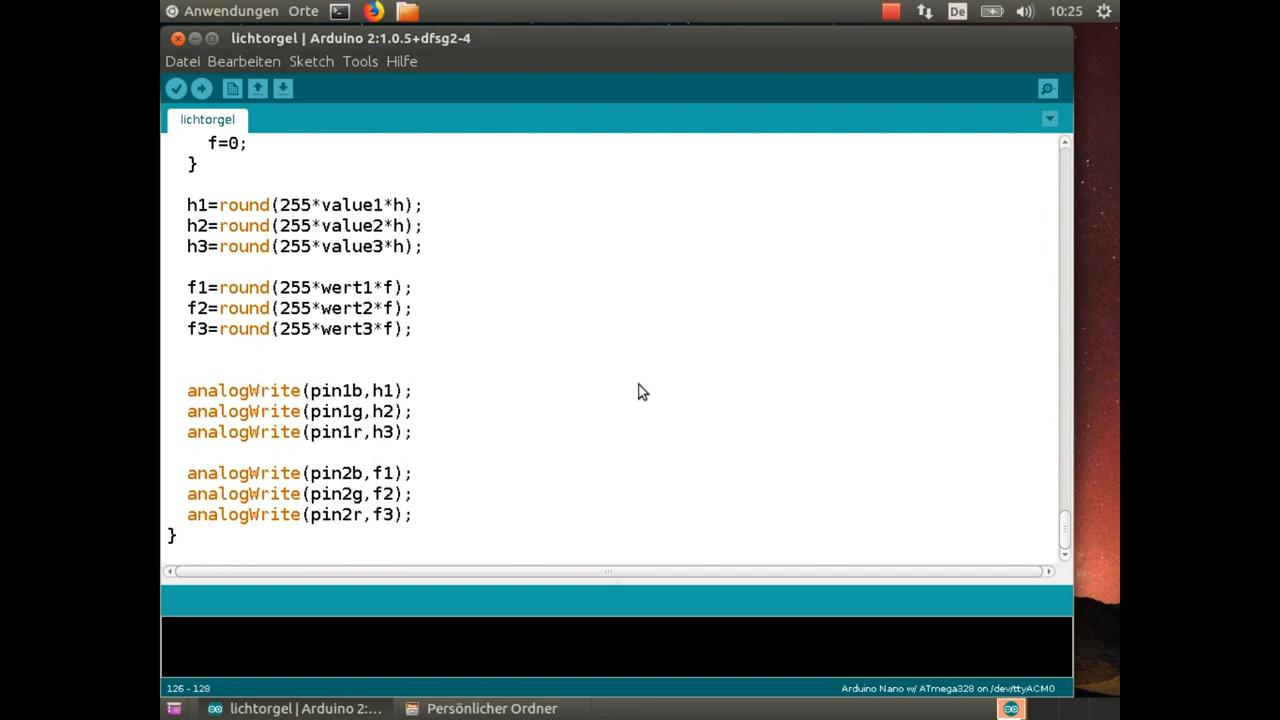 Anwendungen Orte De 10:25
lichtorgel | Arduino 2:1.0.5+dfsg2-4
Datei Bearbeiten Sketch Tools Hilfe
lichtorgel
f=0;
}
h1=round(255*value1*h);
h2=round(255*value2*h);
h3=round(255*value3*h);
f1=round(255*wert1*f);
f2=round(255*wert2*f);
f3=round(255*wert3*f);
analogWrite(pin1b,h1);
analogWrite(pin1g,h2);
analogWrite(pin1r,h3);
analogWrite(pin2b,f1);
analogWrite(pin2g,f2);
analogWrite(pin2r,f3);
}
126 - 128 Arduino Nano w/ ATmega328 on /dev/ttyACM0
lichtorgel | Arduino 2:... Persönlicher Ordner